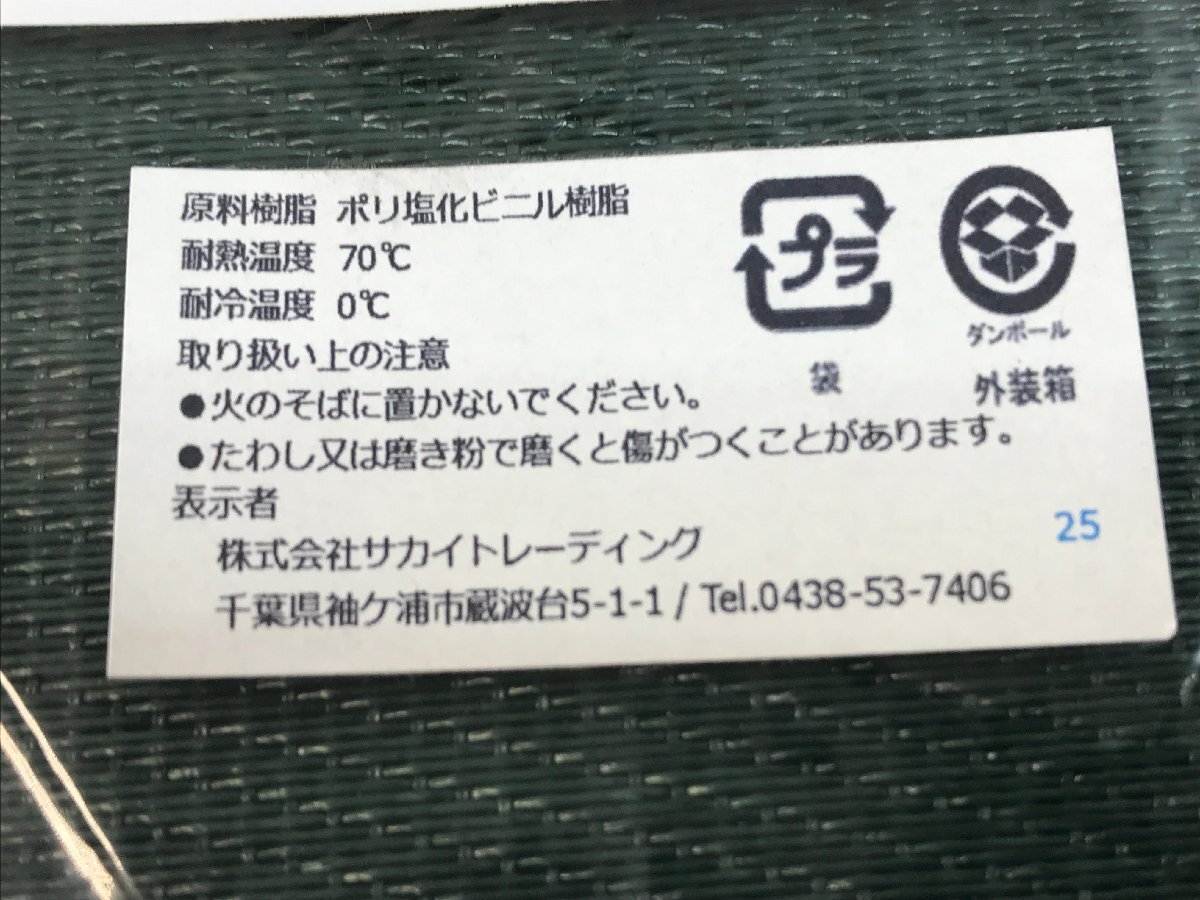 原料樹脂 ポリ塩化ビニル樹脂
耐熱温度 70℃
耐冷温度 0℃
取り扱い上の注意
●火のそばに置かないでください。
●たわし又は磨き粉で磨くと傷がつくことがあります。
表示者
株式会社サカイトレーディング
千葉県袖ケ浦市蔵波台5-1-1 / Tel.0438-53-7406
プラ
袋
ダンボール
外装箱
25